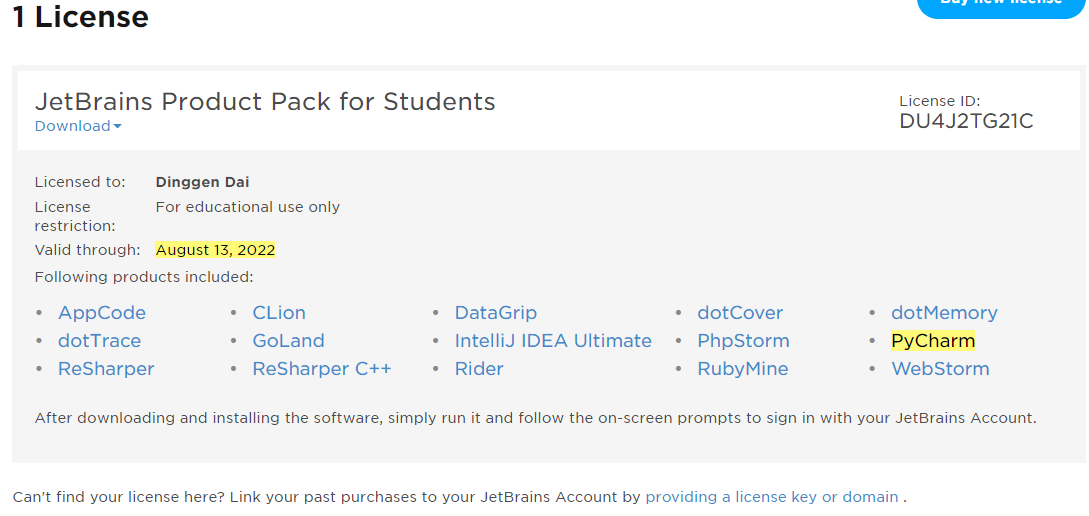 1 License
Buy new license
JetBrains Product Pack for Students
Download
License ID:
DU4J2TG21C
Licensed to: Dinggen Dai
License restriction: For educational use only
Valid through: August 13, 2022
Following products included:
• AppCode • CLion • DataGrip • dotCover • dotMemory
• dotTrace • GoLand • IntelliJ IDEA Ultimate • PhpStorm • PyCharm
• ReSharper • ReSharper C++ • Rider • RubyMine • WebStorm
After downloading and installing the software, simply run it and follow the on-screen prompts to sign in with your JetBrains Account.
Can't find your license here? Link your past purchases to your JetBrains Account by providing a license key or domain .